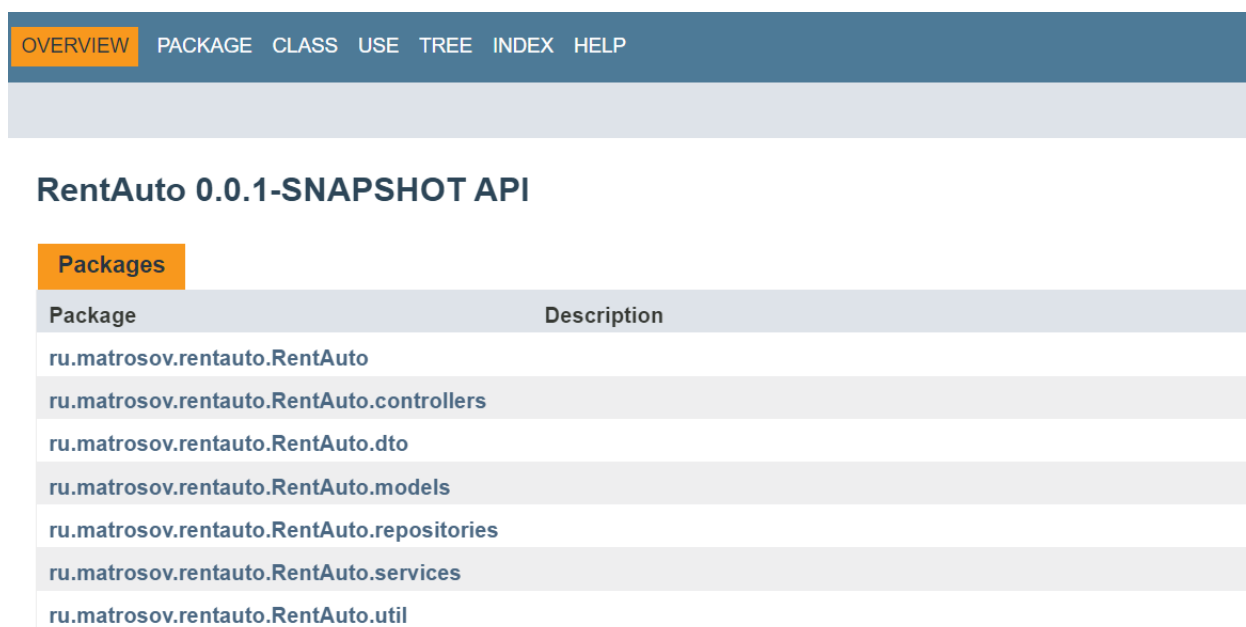 OVERVIEW PACKAGE CLASS USE TREE INDEX HELP
RentAuto 0.0.1-SNAPSHOT API
Packages
Package Description
ru.matrosov.rentauto.RentAuto
ru.matrosov.rentauto.RentAuto.controllers
ru.matrosov.rentauto.RentAuto.dto
ru.matrosov.rentauto.RentAuto.models
ru.matrosov.rentauto.RentAuto.repositories
ru.matrosov.rentauto.RentAuto.services
ru.matrosov.rentauto.RentAuto.util